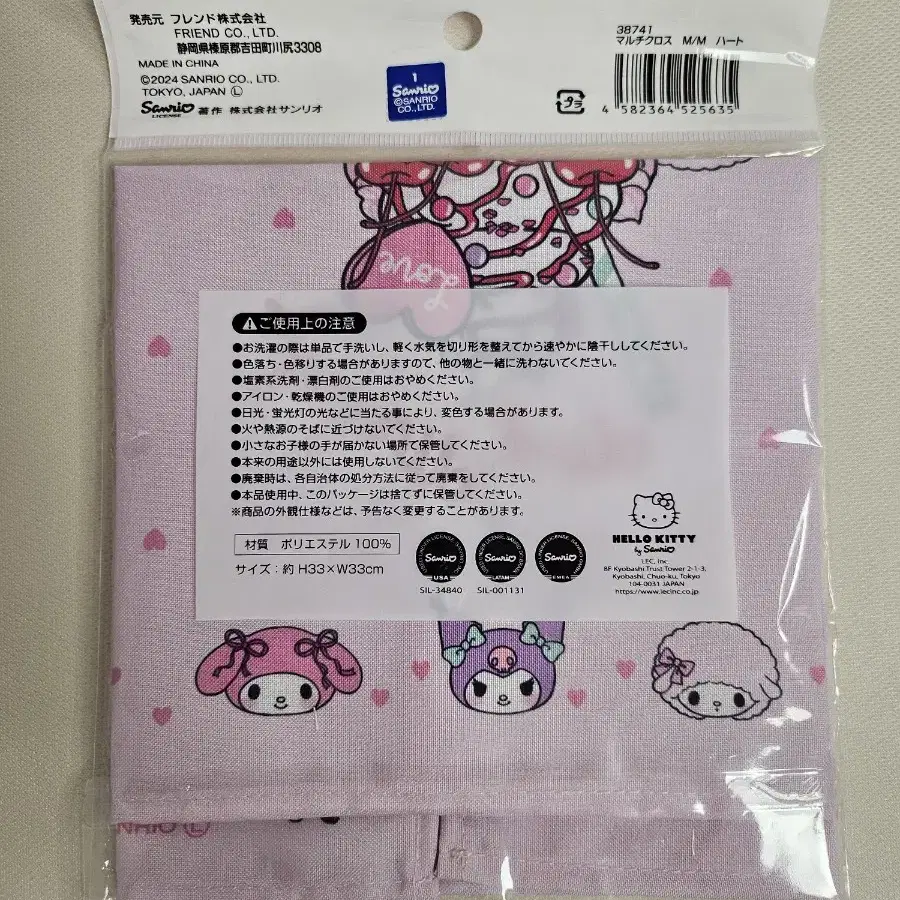 発売元 フレンド株式会社
FRIEND CO., LTD.
静岡県榛原郡吉田町川尻3308
MADE IN CHINA
©2024 SANRIO CO., LTD.
TOKYO, JAPAN Ⓛ
Sanrio 著作 株式会社サンリオ
LICENSE
1
Sanrio
©SANRIO
CO., LTD.
38741
マルチクロス M/M ハート
プラ
4 582364 525635
Love
ご使用上の注意
●お洗濯の際は単品で手洗いし、軽く水気を切り形を整えてから速やかに陰干ししてください。
●色落ち・色移りする場合がありますので、他の物と一緒に洗わないでください。
●塩素系洗剤・漂白剤のご使用はおやめください。
●アイロン・乾燥機のご使用はおやめください。
●日光・蛍光灯の光などに当たる事により、変色する場合があります。
●火や熱源のそばに近づけないでください。
●小さなお子様の手が届かない場所で保管してください。
●本来の用途以外には使用しないでください。
●廃棄時は、各自治体の処分方法に従って廃棄をしてください。
●本品使用中、このパッケージは捨てずに保管してください。
※商品の外観仕様などは、予告なく変更することがあります。
材質 ポリエステル 100%
サイズ：約 H33×W33cm
Sanrio
USA
SIL-34840
Sanrio
LATAM
SIL-001131
Sanrio
EMEA
HELLO KITTY
by Sanrio
LEC, Inc.
8F Kyobashi Trust Tower 2-1-3,
Kyobashi, Chuo-ku, Tokyo
104-0031 JAPAN
https://www.lecinc.co.jp
NRIO Ⓛ